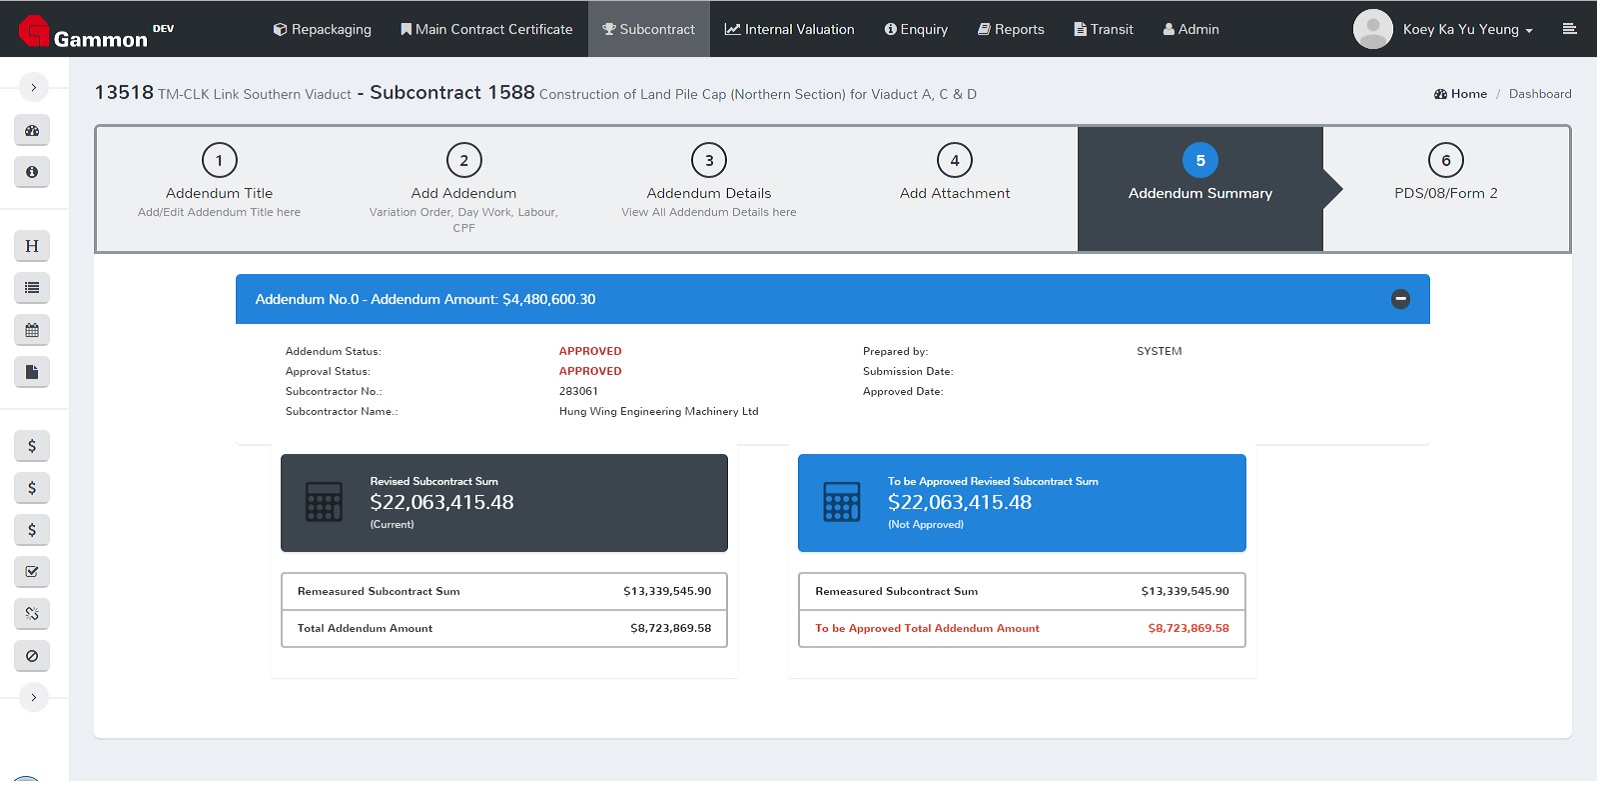 Gammon DEV
Repackaging Main Contract Certificate Subcontract Internal Valuation Enquiry Reports Transit Admin Koey Ka Yu Yeung
13518 TM-CLK Link Southern Viaduct - Subcontract 1588 Construction of Land Pile Cap (Northern Section) for Viaduct A, C & D
Home / Dashboard
1
Addendum Title
Add/Edit Addendum Title here
2
Add Addendum
Variation Order, Day Work, Labour,
CPF
3
Addendum Details
View All Addendum Details here
4
Add Attachment
5
Addendum Summary
6
PDS/08/Form 2
H
$
$
$
Addendum No.0 - Addendum Amount: $4,480,600.30
Addendum Status: APPROVED
Approval Status: APPROVED
Subcontractor No.: 283061
Subcontractor Name.: Hung Wing Engineering Machinery Ltd
Prepared by: SYSTEM
Submission Date:
Approved Date:
Revised Subcontract Sum
$22,063,415.48
(Current)
Remeasured Subcontract Sum $13,339,545.90
Total Addendum Amount $8,723,869.58
To be Approved Revised Subcontract Sum
$22,063,415.48
(Not Approved)
Remeasured Subcontract Sum $13,339,545.90
To be Approved Total Addendum Amount $8,723,869.58